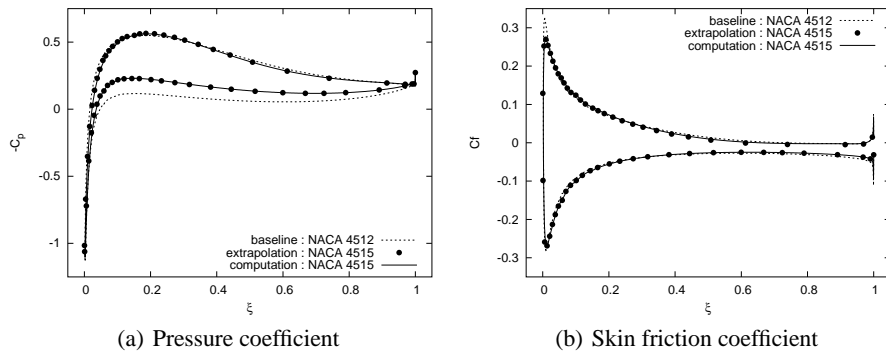 0.5
0
-0.5
-1
-Cp
baseline : NACA 4512
extrapolation : NACA 4515
computation : NACA 4515
0 0.2 0.4 0.6 0.8 1
ξ
(a) Pressure coefficient
0.3
0.2
0.1
0
-0.1
-0.2
-0.3
Cf
baseline : NACA 4512
extrapolation : NACA 4515
computation : NACA 4515
0 0.2 0.4 0.6 0.8 1
ξ
(b) Skin friction coefficient